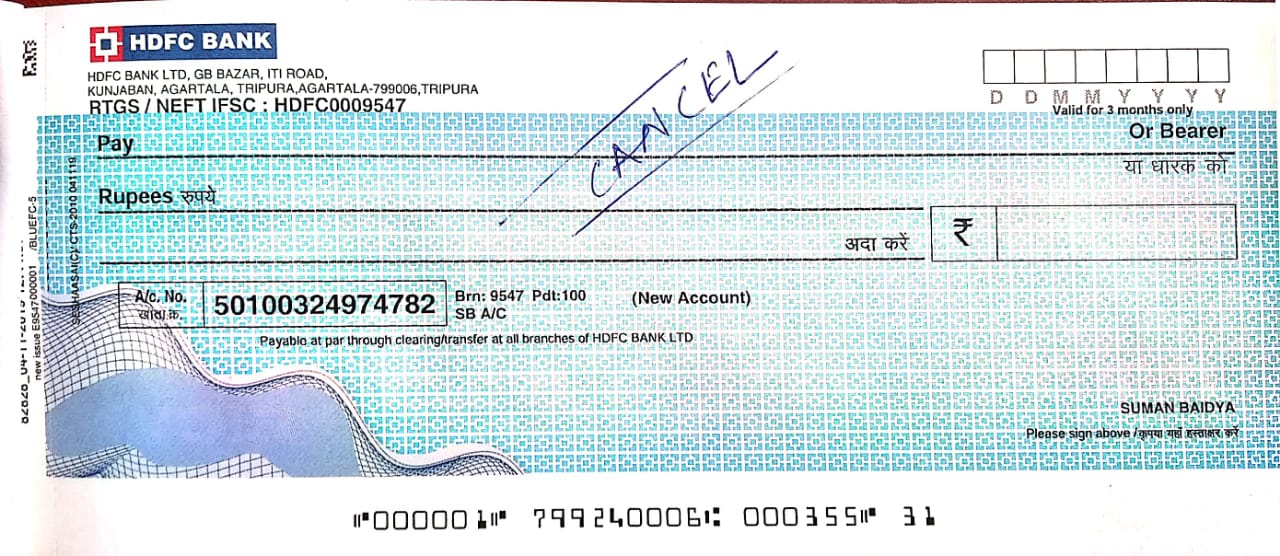 HDFC BANK
HDFC BANK LTD, GB BAZAR, ITI ROAD,
KUNJABAN, AGARTALA, TRIPURA,AGARTALA-799006,TRIPURA
RTGS / NEFT IFSC : HDFC0009547
CANCEL
D D M M Y Y Y Y
Valid for 3 months only
Pay
Or Bearer
या धारक को
Rupees रुपये
अदा करें
₹
A/c. No.
खाता क्र.
50100324974782
Brn: 9547 Pdt:100
SB A/C
(New Account)
Payable at par through clearing/transfer at all branches of HDFC BANK LTD
SUMAN BAIDYA
Please sign above / कृपया यहाँ हस्ताक्षर करें
CTS-2010 041119
new issue E9547000001 /BLUEFC-5
⑈000001⑈ 799240006⑆ 000355⑈ 31